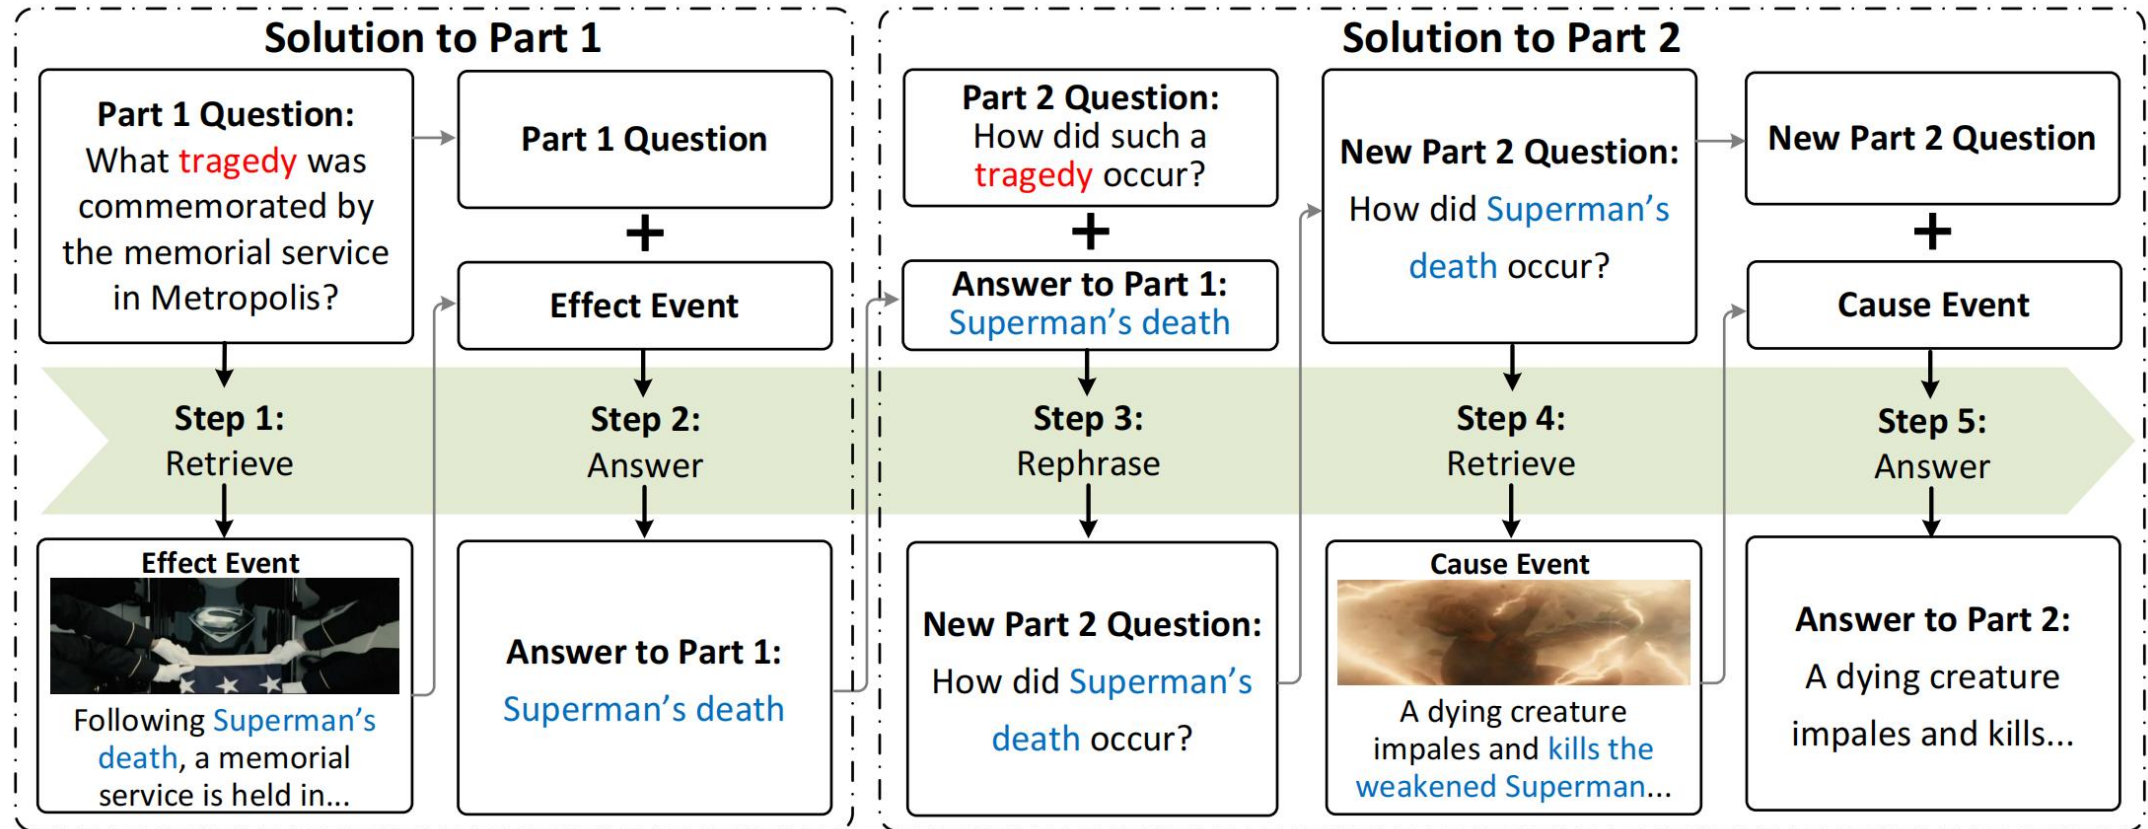 Solution to Part 1
Part 1 Question:
What tragedy was
commemorated by
the memorial service
in Metropolis?
Part 1 Question
+
Effect Event
Step 1:
Retrieve
Step 2:
Answer
Effect Event
Following Superman's
death, a memorial
service is held in...
Answer to Part 1:
Superman's death
Solution to Part 2
Part 2 Question:
How did such a
tragedy occur?
+
Answer to Part 1:
Superman's death
New Part 2 Question:
How did Superman's
death occur?
New Part 2 Question
+
Cause Event
Step 3:
Rephrase
Step 4:
Retrieve
Step 5:
Answer
New Part 2 Question:
How did Superman's
death occur?
Cause Event
A dying creature
impales and kills the
weakened Superman...
Answer to Part 2:
A dying creature
impales and kills...